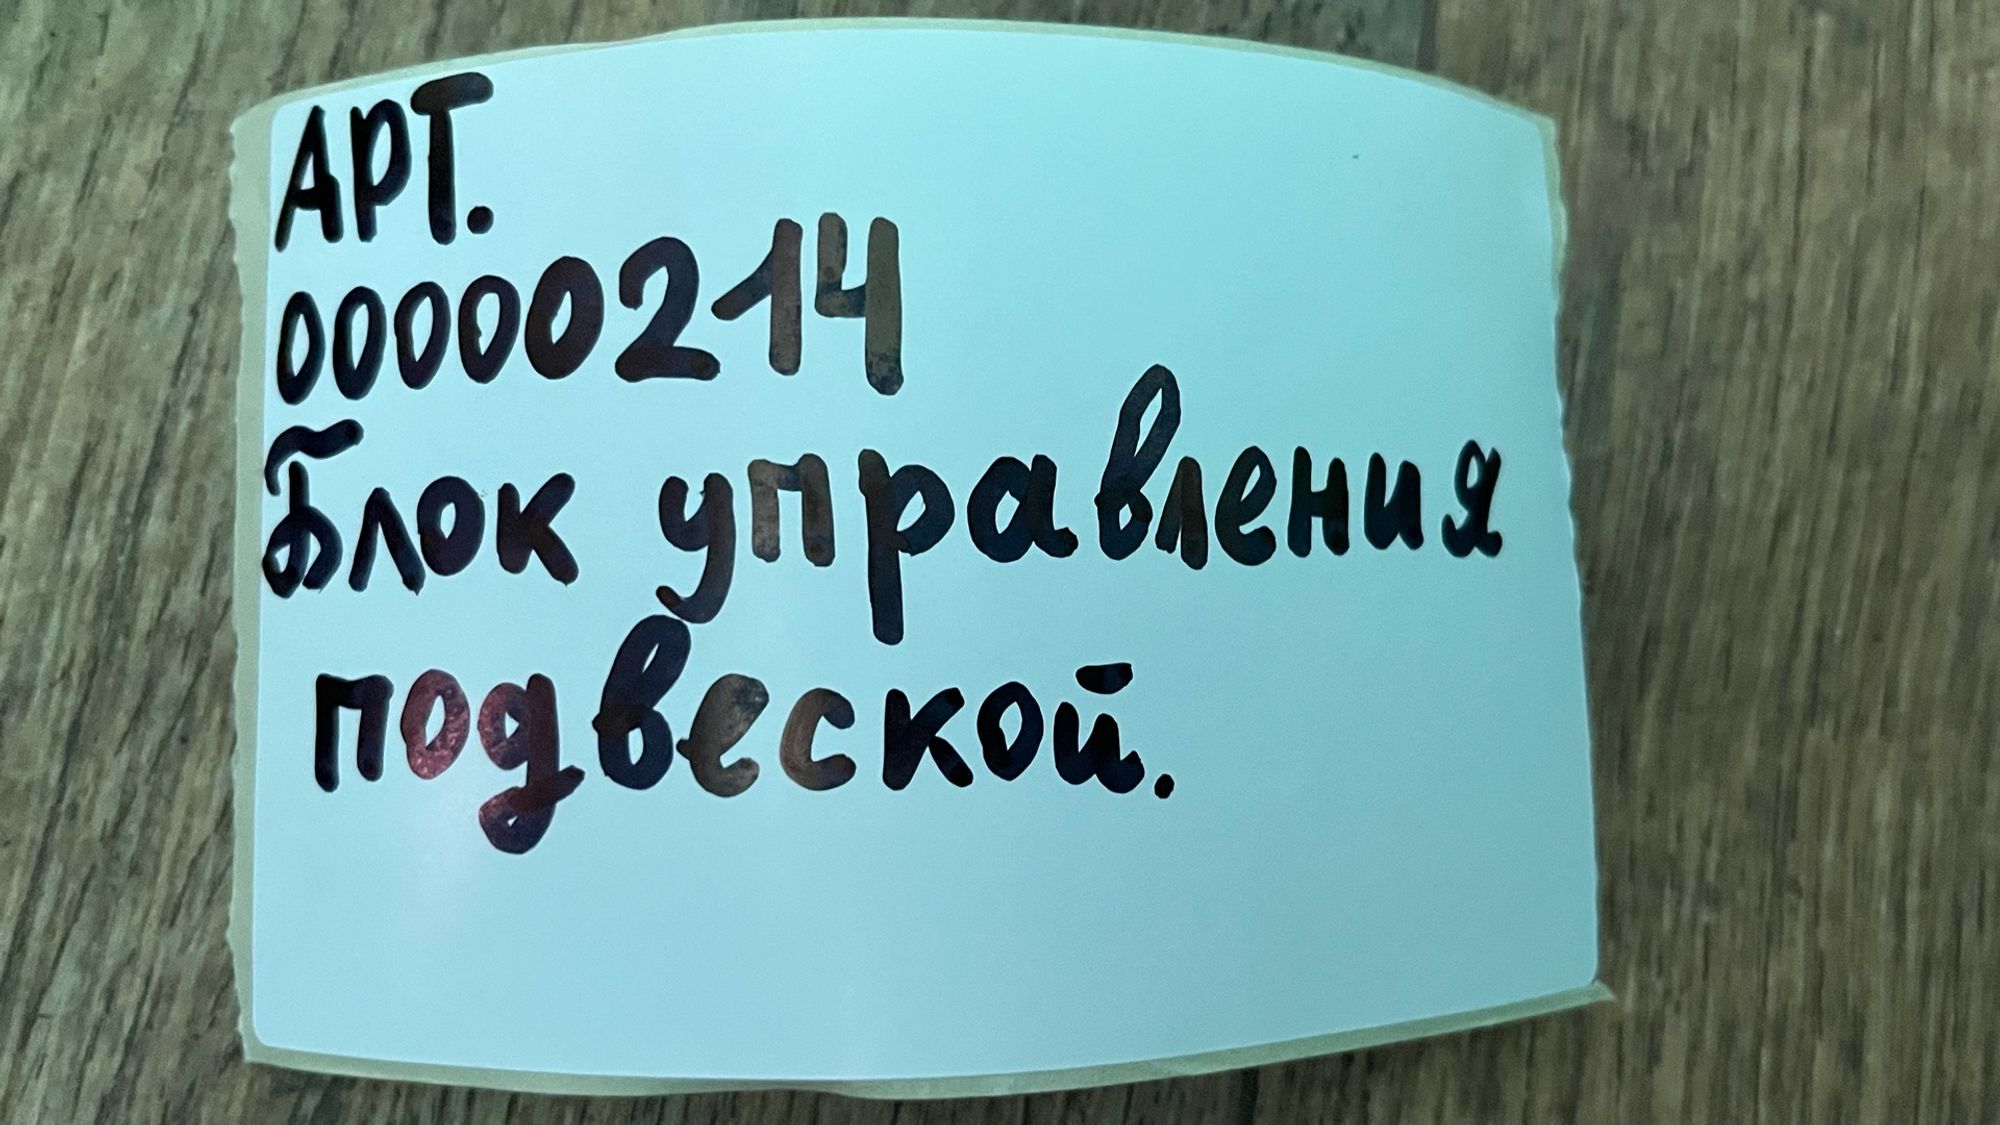 АРТ.
00000214
Блок управления
подвеской.